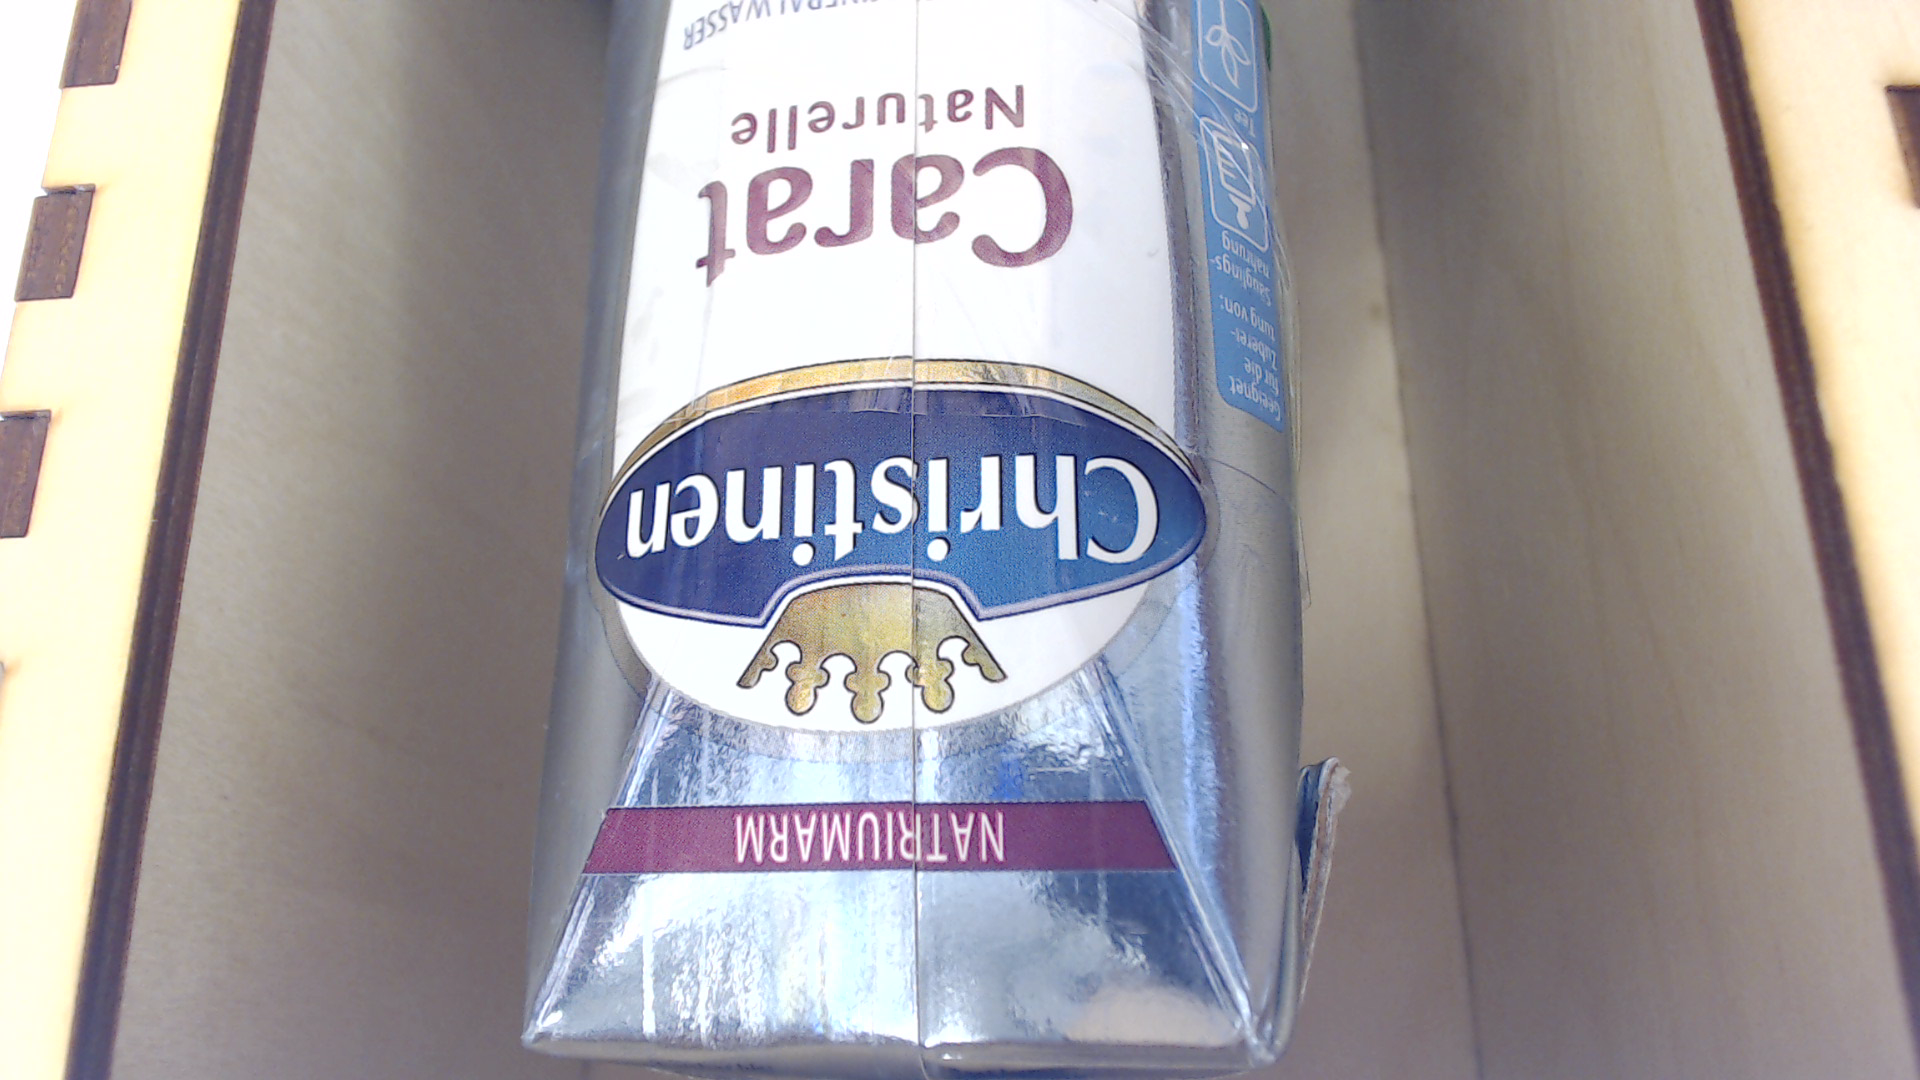 NATRIUMARM
Christinen
Carat
Naturelle
MINERALWASSER
Geeignet
für die
Zuberei-
tung von:
Säuglings-
nahrung
Tee